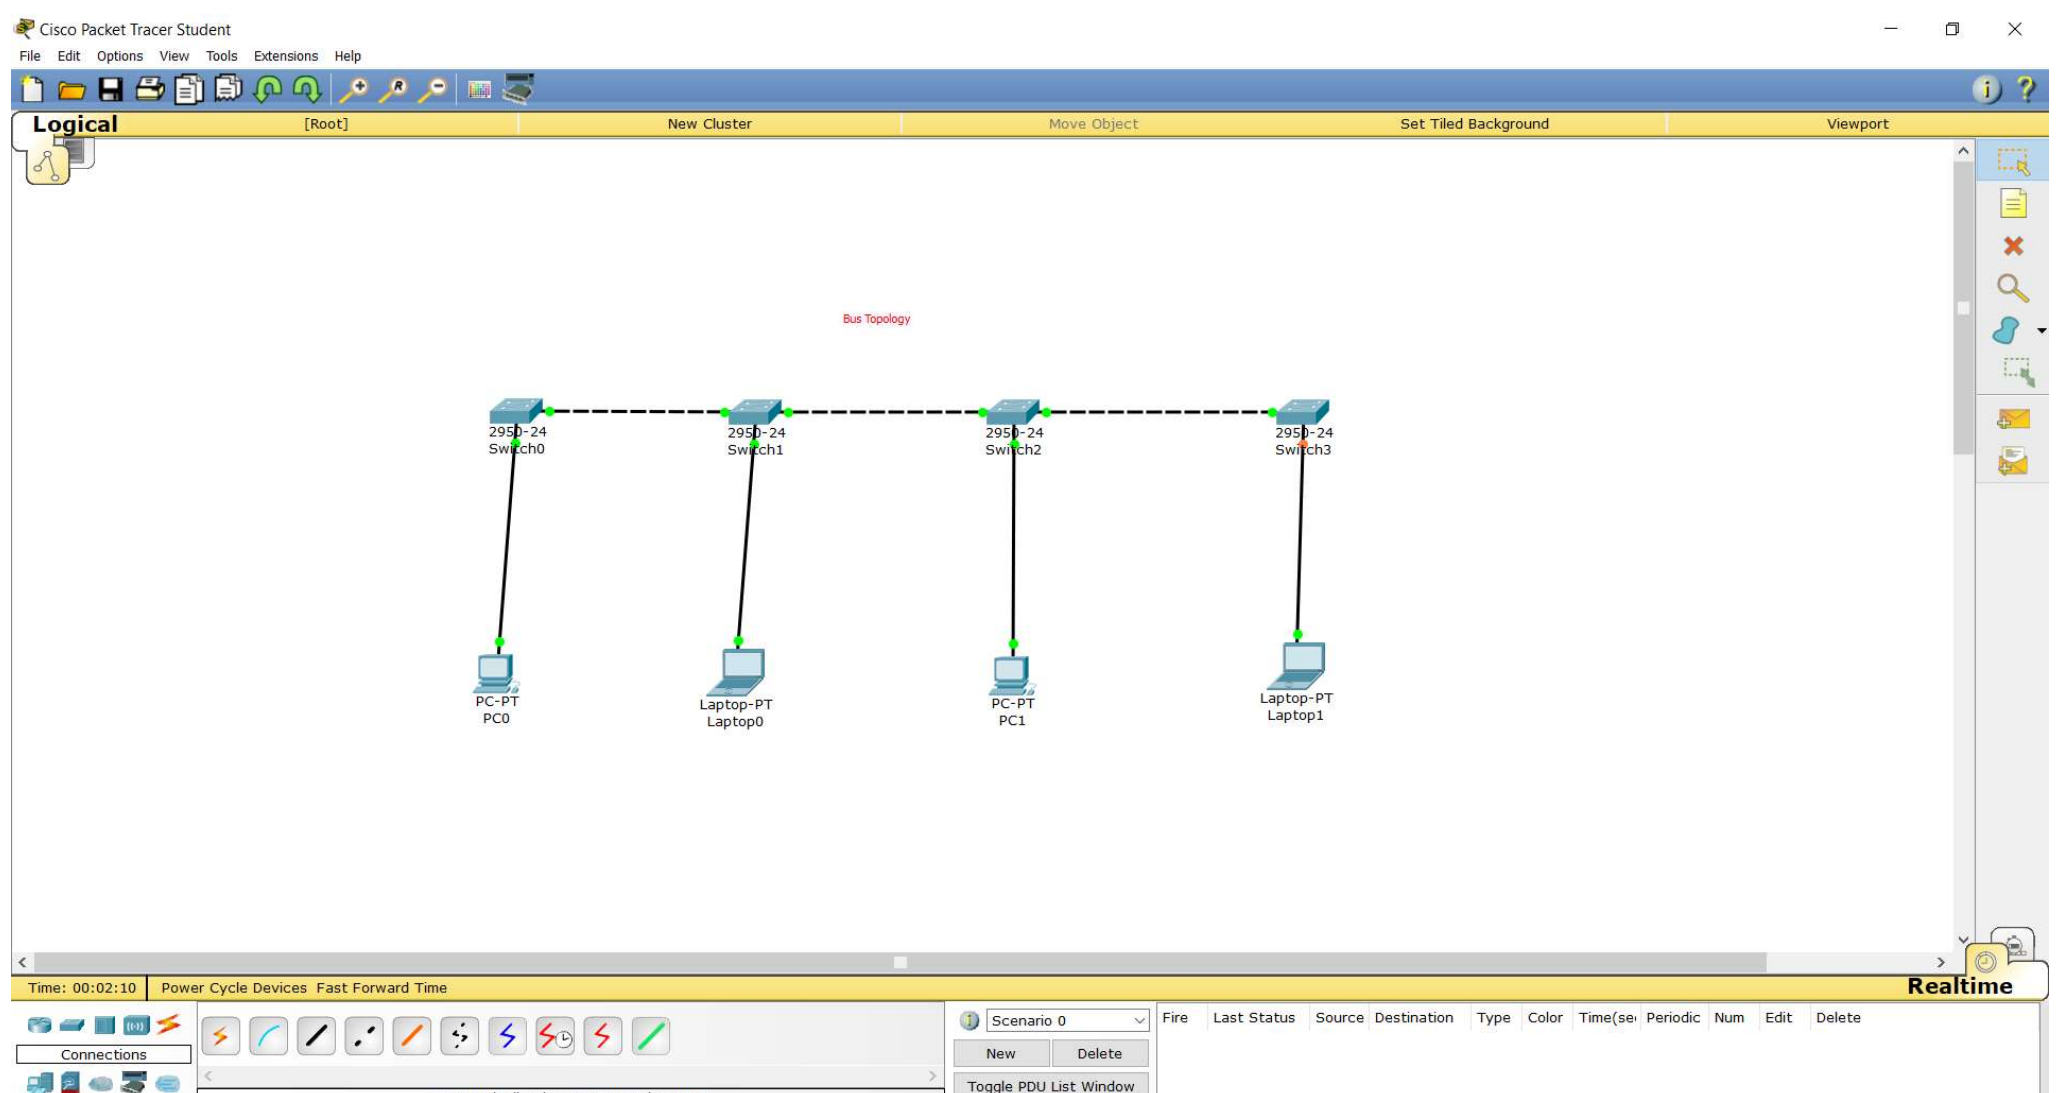 Cisco Packet Tracer Student
File Edit Options View Tools Extensions Help
Logical [Root] New Cluster Move Object Set Tiled Background Viewport
Bus Topology
2950-24
Switch0
2950-24
Switch1
2950-24
Switch2
2950-24
Switch3
PC-PT
PC0
Laptop-PT
Laptop0
PC-PT
PC1
Laptop-PT
Laptop1
Time: 00:02:10 Power Cycle Devices Fast Forward Time Realtime
Connections
Scenario 0
New Delete
Toggle PDU List Window
Fire Last Status Source Destination Type Color Time(se Periodic Num Edit Delete